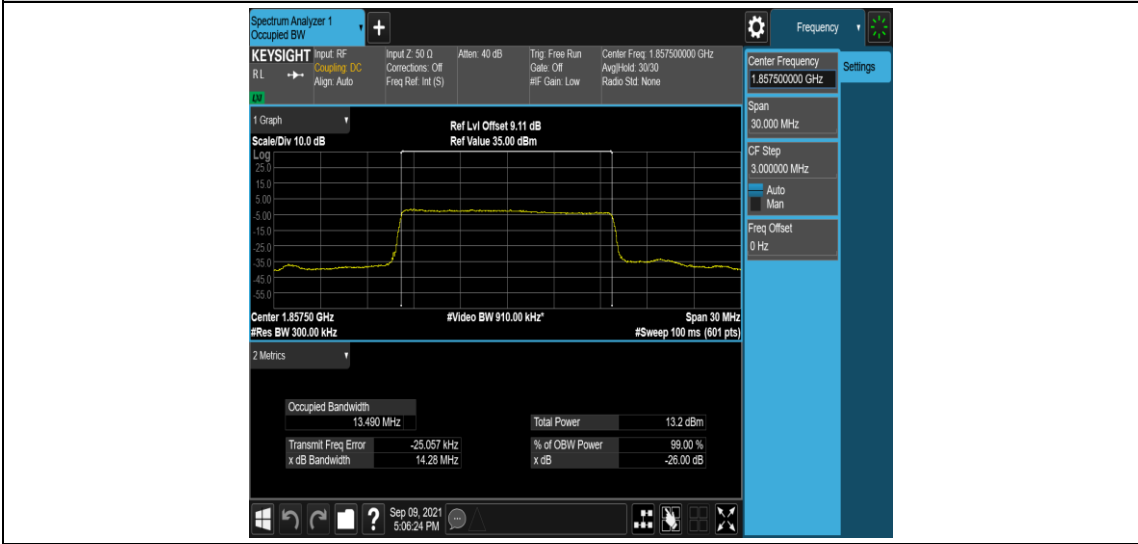 Spectrum Analyzer 1
Occupied BW
+
Frequency
KEYSIGHT
RL
LM
Input: RF
Coupling: DC
Align: Auto
Input Z: 50 Ω
Corrections: Off
Freq Ref: Int (S)
Atten: 40 dB
Trig: Free Run
Gate: Off
#IF Gain: Low
Center Freq: 1.857500000 GHz
Avg|Hold: 30/30
Radio Std: None
Center Frequency
1.857500000 GHz
Settings
Span
30.000 MHz
CF Step
3.000000 MHz
Auto
Man
Freq Offset
0 Hz
1 Graph
Scale/Div 10.0 dB
Ref Lvl Offset 9.11 dB
Ref Value 35.00 dBm
Log
25.0
15.0
5.00
-5.00
-15.0
-25.0
-35.0
-45.0
-55.0
Center 1.85750 GHz
#Res BW 300.00 kHz
#Video BW 910.00 kHz*
Span 30 MHz
#Sweep 100 ms (601 pts)
2 Metrics
Occupied Bandwidth
13.490 MHz
Total Power 13.2 dBm
Transmit Freq Error -25.057 kHz
% of OBW Power 99.00 %
x dB Bandwidth 14.28 MHz
x dB -26.00 dB
?
Sep 09, 2021
5:06:24 PM